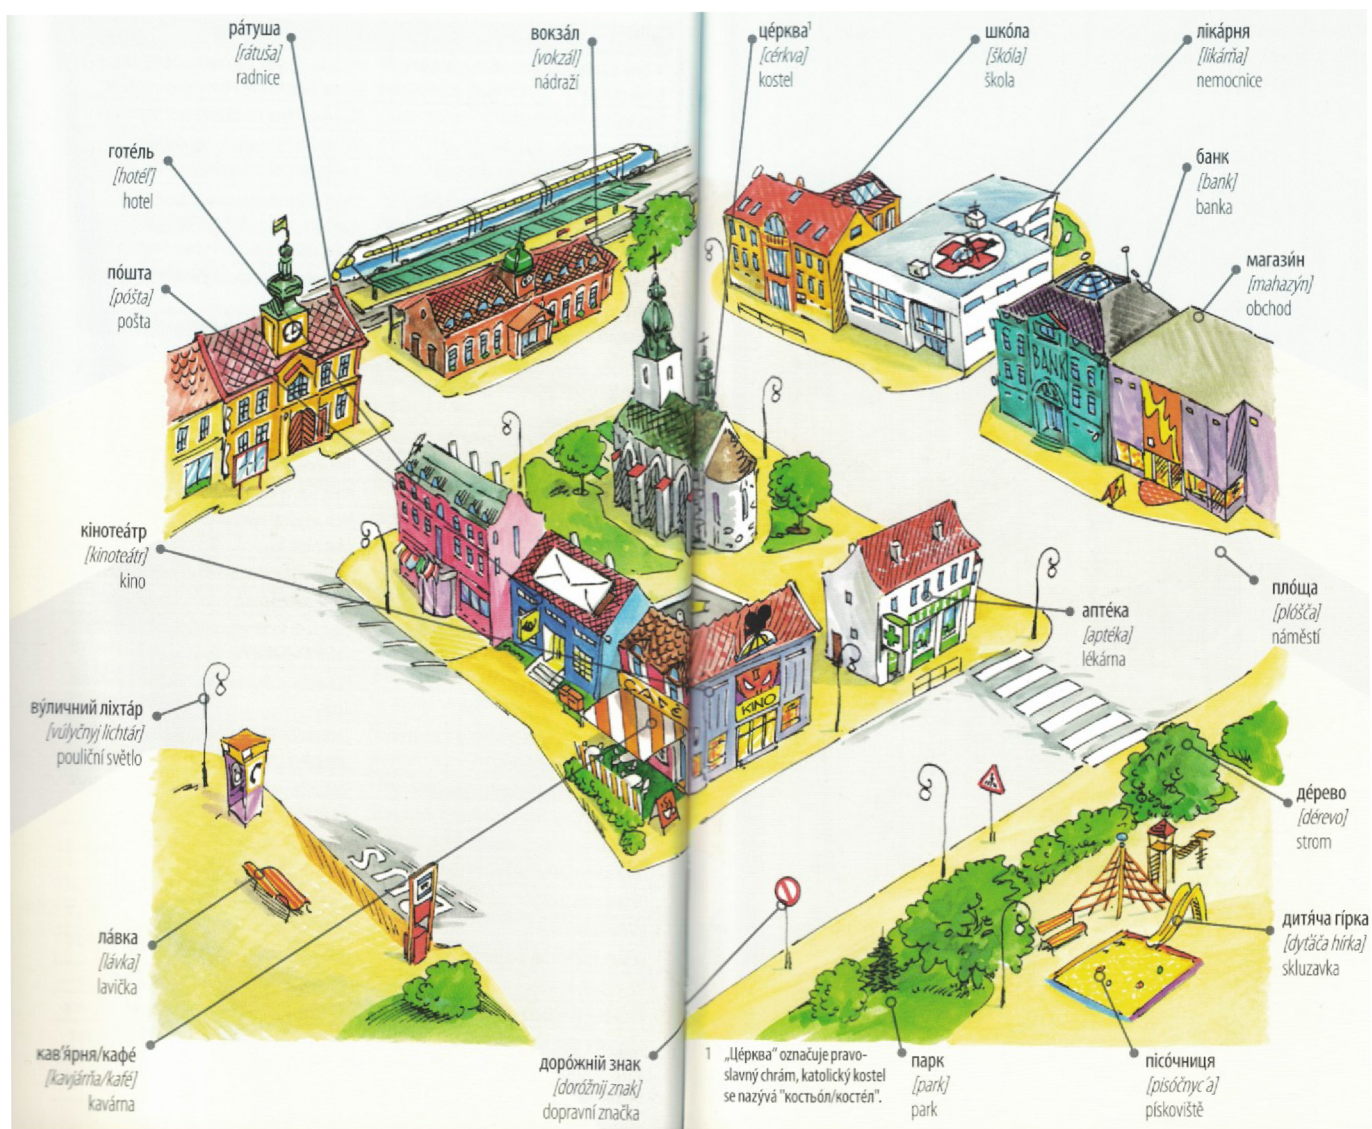 ра́туша
[rátuša]
radnice
вокза́л
[vokzál]
nádraží
це́рква¹
[cérkva]
kostel
шко́ла
[škóla]
škola
ліка́рня
[likárňa]
nemocnice
готе́ль
[hotéľ]
hotel
банк
[bank]
banka
по́шта
[póšta]
pošta
магази́н
[mahazýn]
obchod
BANK
кінотеа́тр
[kinoteátr]
kino
пло́ща
[plóšča]
náměstí
апте́ка
[aptéka]
lékárna
CAFÉ
KINO
ву́личний ліхта́р
[vúlyčnyj lichtár]
pouliční světlo
BUS
де́рево
[dérevo]
strom
ла́вка
[lávka]
lavička
дитя́ча гі́рка
[dyťáča hírka]
skluzavka
кав’я́рня/кафе́
[kavjárňa/kafé]
kavárna
доро́жній знак
[doróžnij znak]
dopravní značka
1 „Це́рква“ označuje pravo-
slavný chrám, katolický kostel
se nazývá "костьо́л/косте́л".
парк
[park]
park
пісо́чниця
[pisóčnyc´a]
pískoviště